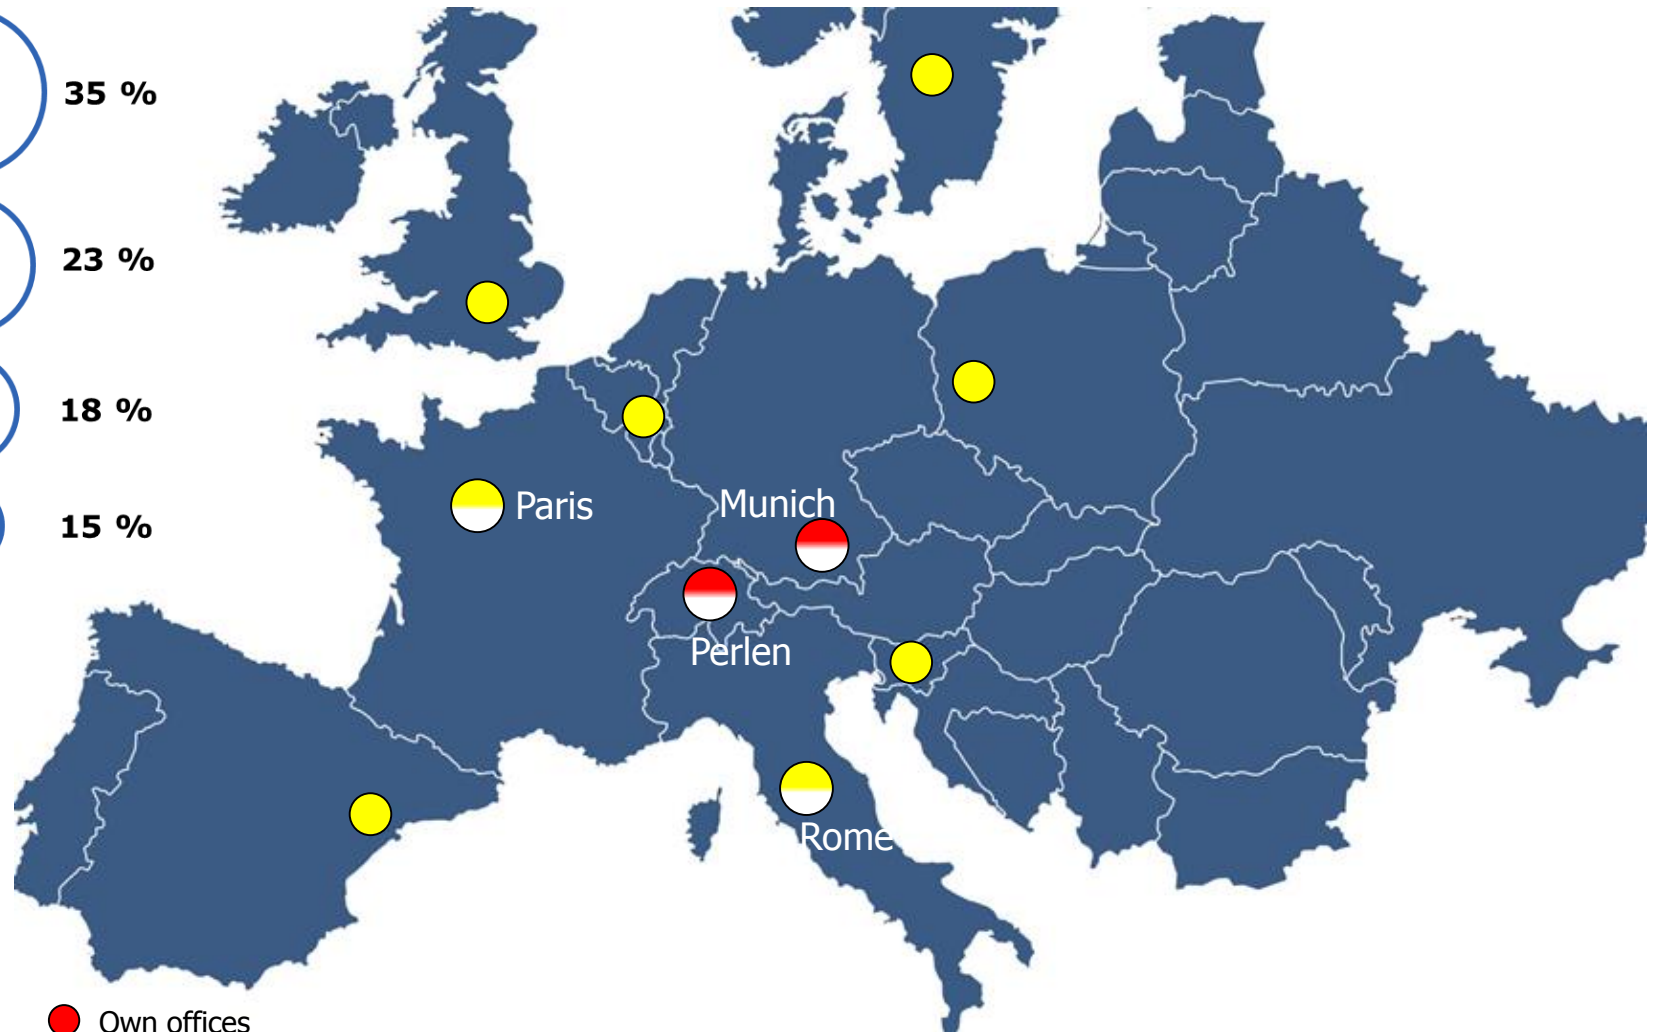 35 %
23 %
18 %
15 %
Paris
Munich
Perlen
Rome
Own offices